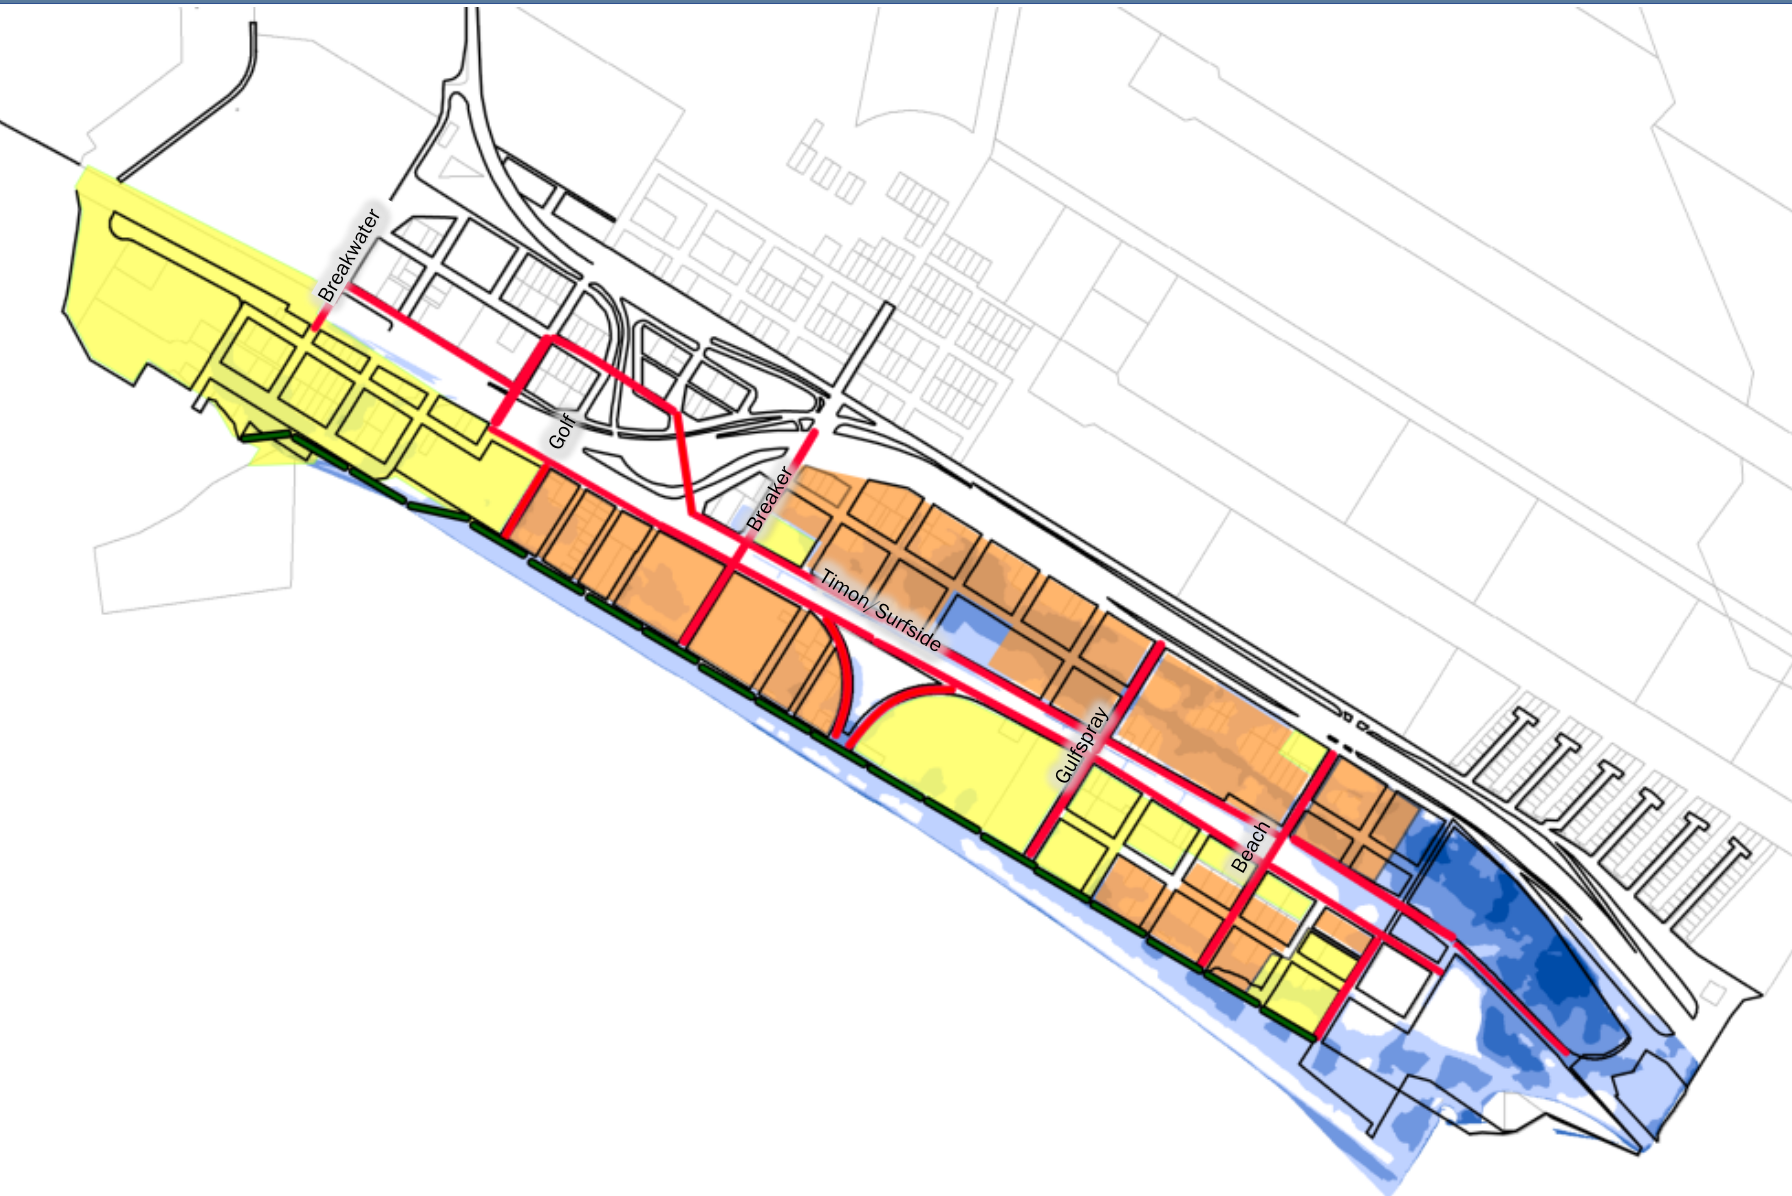 Breakwater
Golf
Breaker
Timon/Surfside
Gulfspray
Beach